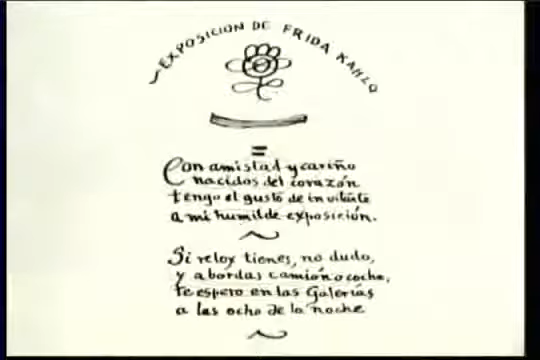 EXPOSICION DE FRIDA KAHLO
Con amistad y cariño
nacidos del corazón
tengo el gusto de invitarte
a mi humilde exposición.
Si relox tienes, no dudo,
y abordas camión o coche,
te espero en las Galerías
a las ocho de la noche